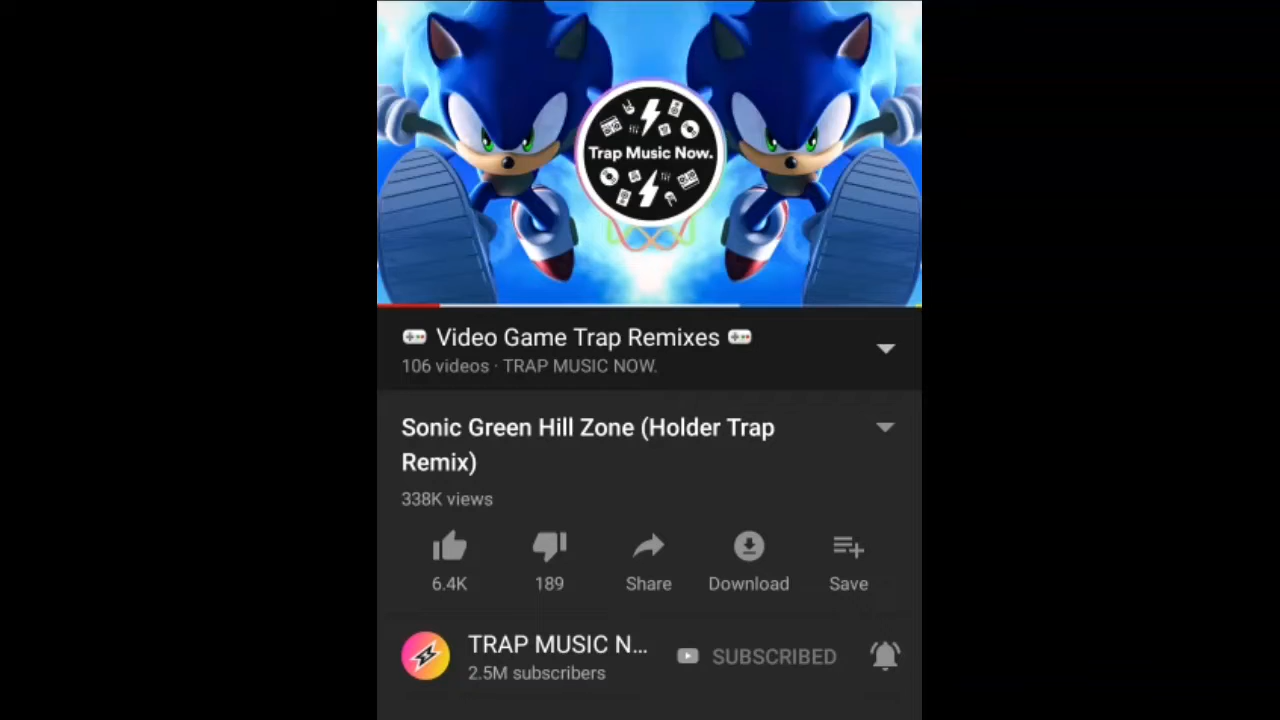 Trap Music Now.
Video Game Trap Remixes
106 videos · TRAP MUSIC NOW.
Sonic Green Hill Zone (Holder Trap
Remix)
338K views
6.4K 189 Share Download Save
TRAP MUSIC N... SUBSCRIBED
2.5M subscribers